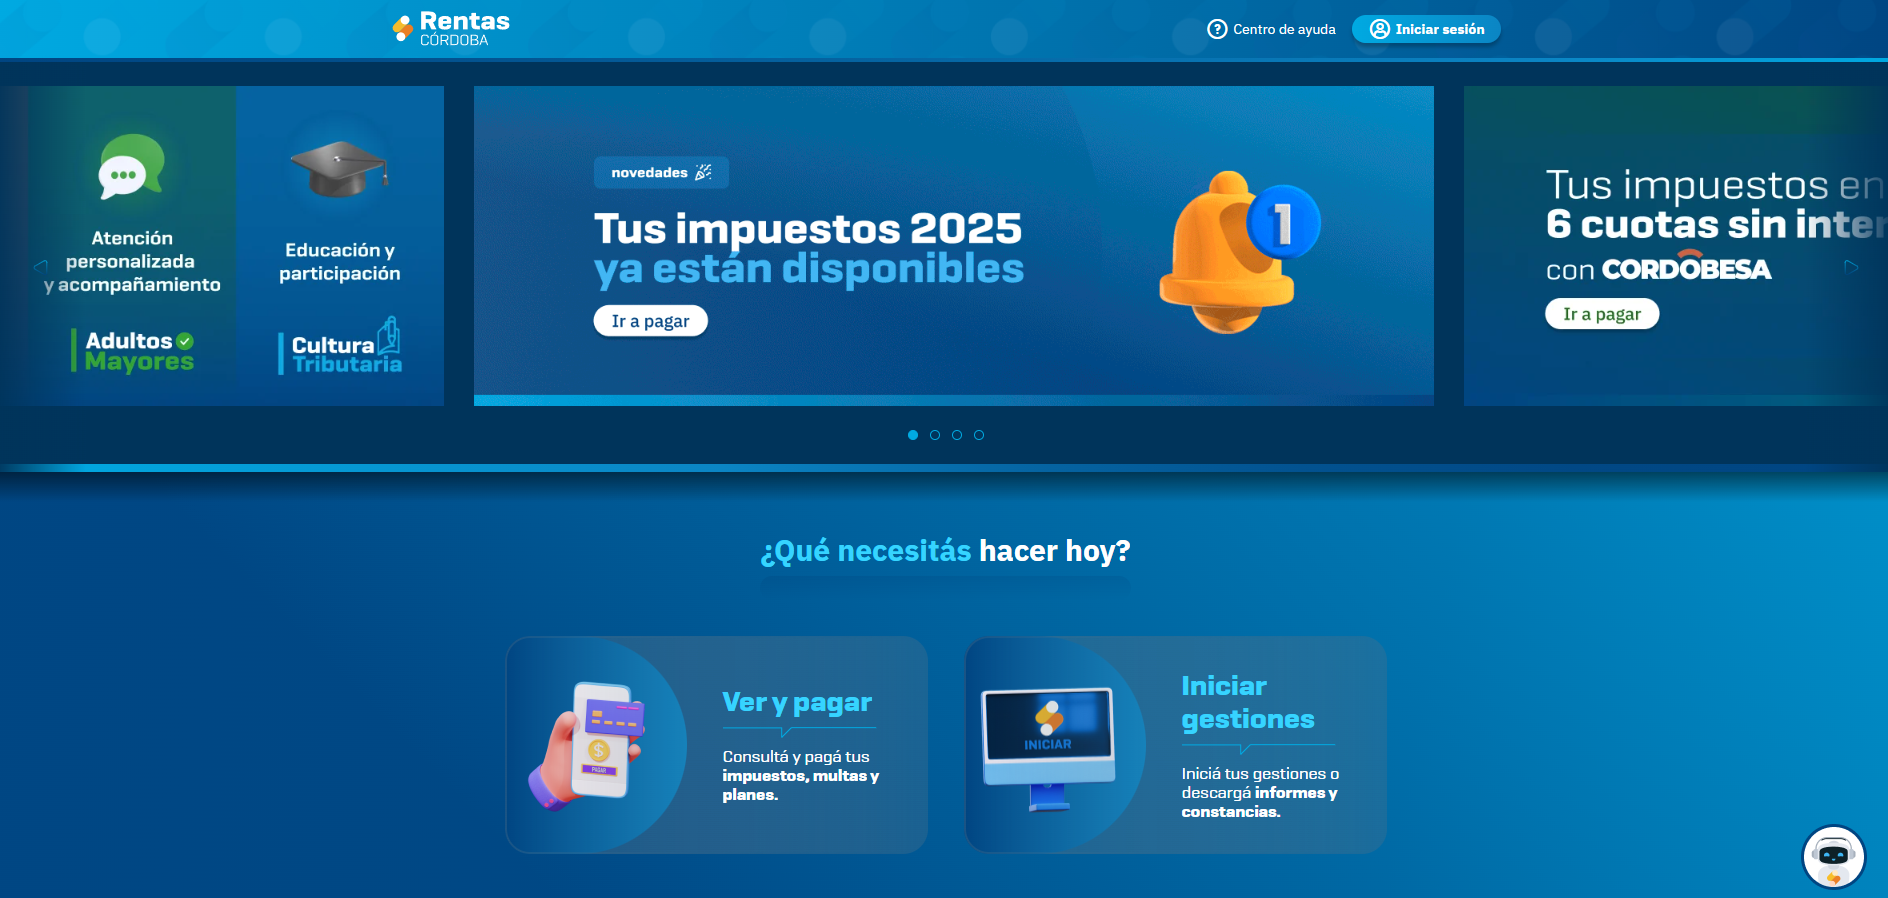 Rentas
CÓRDOBA
Centro de ayuda
Iniciar sesión
Atención
personalizada
y acompañamiento
Adultos
Mayores
Educación y
participación
Cultura
Tributaria
novedades
Tus impuestos 2025
ya están disponibles
Ir a pagar
1
Tus impuestos en
6 cuotas sin inter
con CORDOBESA
Ir a pagar
¿Qué necesitás hacer hoy?
PAGAR
Ver y pagar
Consultá y pagá tus
impuestos, multas y
planes.
INICIAR
Iniciar
gestiones
Iniciá tus gestiones o
descargá informes y
constancias.